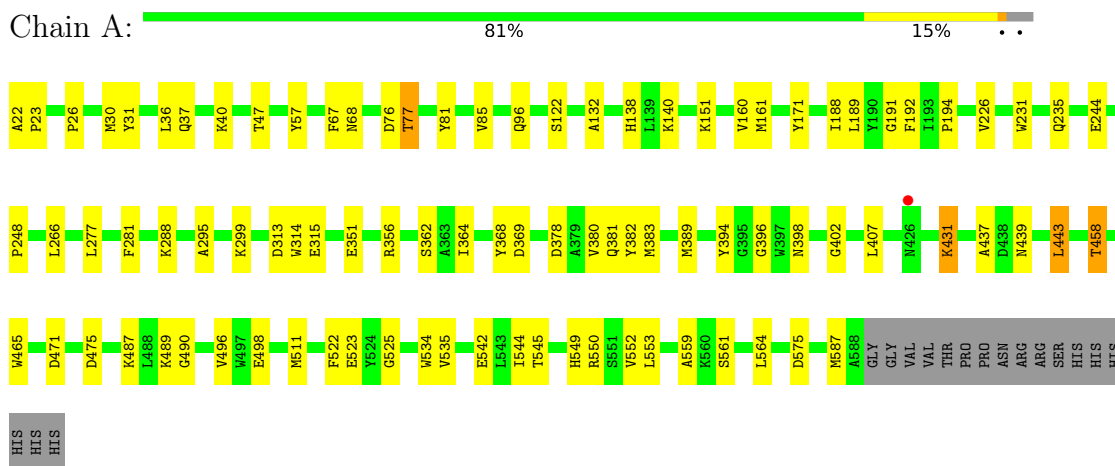 Chain A:
81% 15% • •
A22 P23 P26 M30 Y31 L36 Q37 K40 T47 Y57 F67 N68 D76 T77 Y81 V85 Q96 S122 A132 H138 L139 K140 K151 V160 M161 Y171 I188 L189 Y190 G191 F192 I193 P194 V226 W231 Q235 E244
P248 L266 L277 F281 K288 A295 K299 D313 W314 E315 E351 R356 S362 A363 I364 Y368 D369 D378 A379 V380 Q381 Y382 M383 M389 Y394 G395 G396 W397 N398 G402 L407 N426 K431 A437 D438 N439 L443 T458
W465 D471 D475 K487 L488 K489 G490 V496 W497 E498 M511 F522 E523 Y524 G525 W534 V535 E542 L543 I544 T545 H549 R550 S551 V552 L553 A559 K560 S561 L564 D575 M587 A588 GLY GLY VAL VAL THR PRO PRO ASN ARG ARG SER HIS HIS HIS
HIS HIS HIS